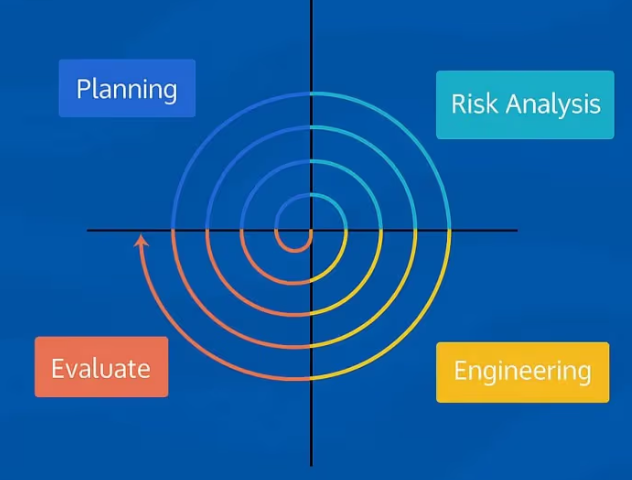 Planning
Risk Analysis
Evaluate
Engineering